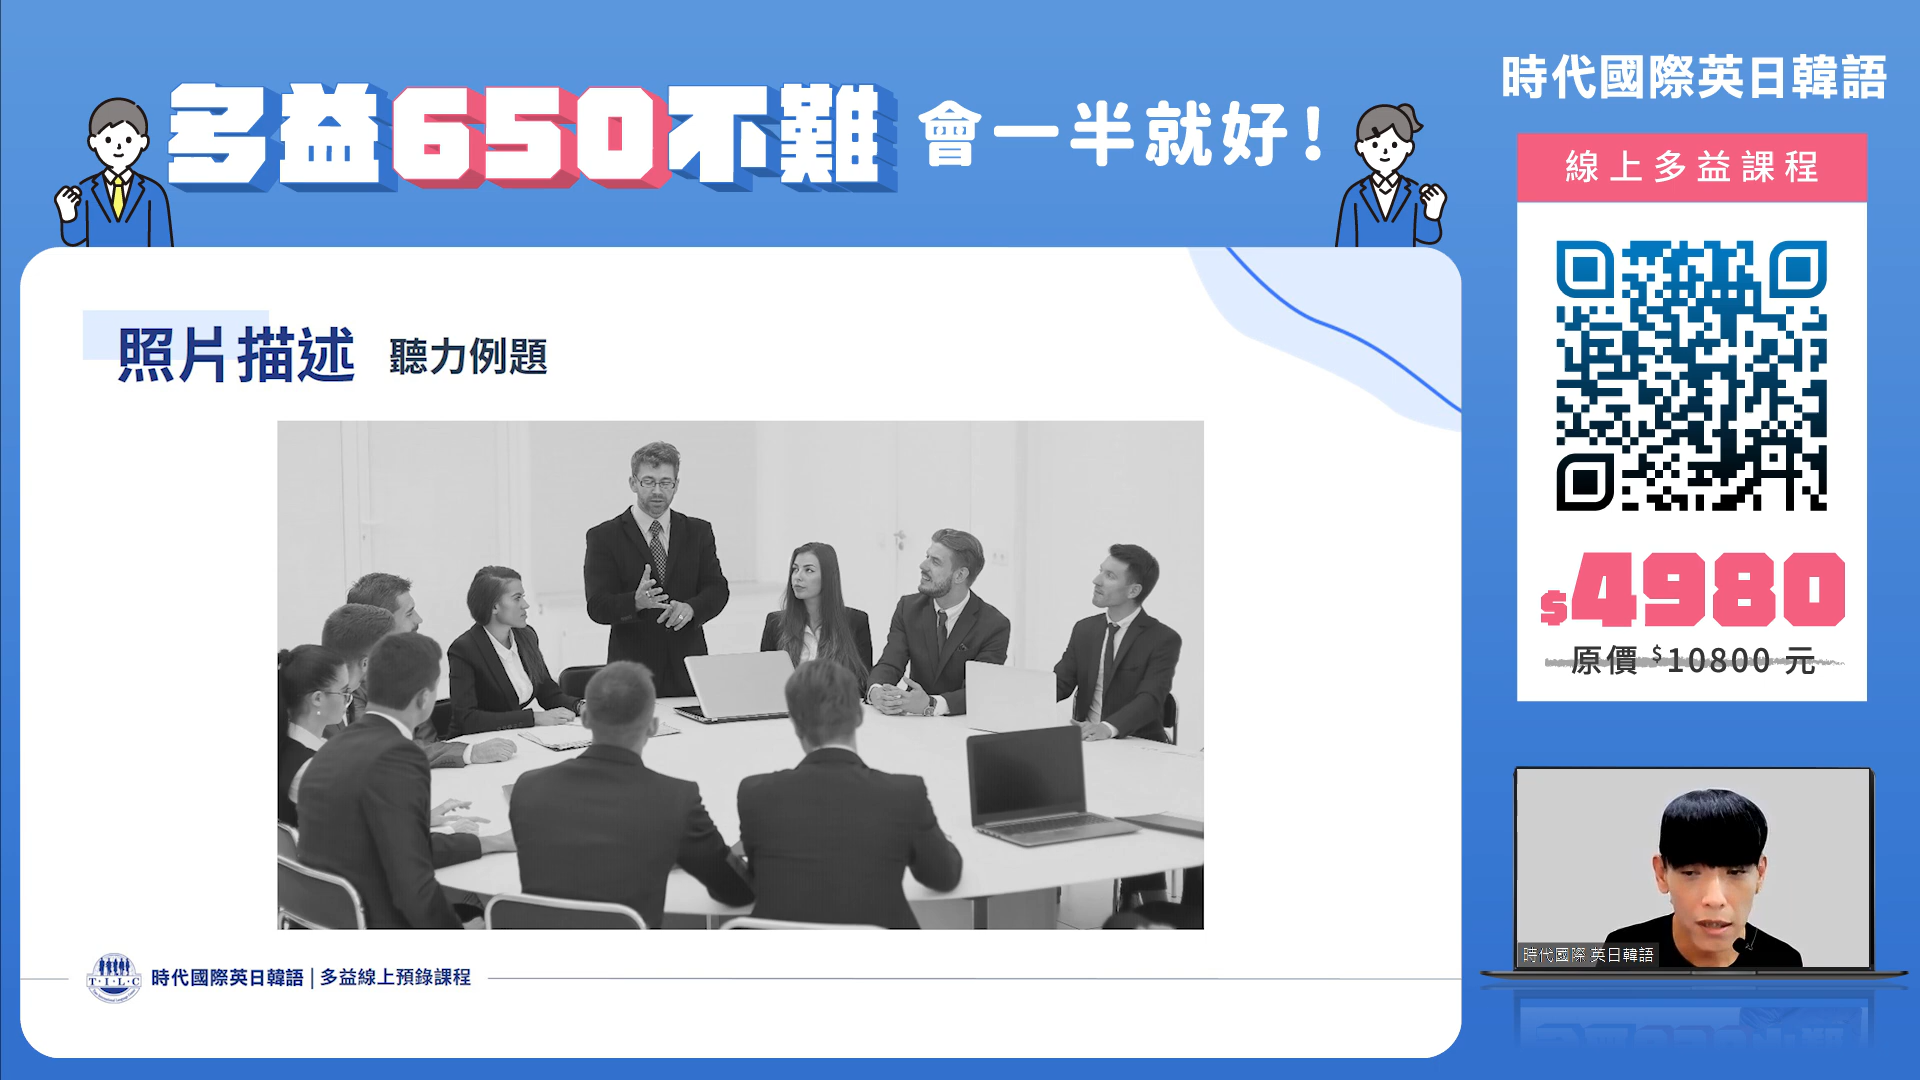 多益650不難 會一半就好!
時代國際英日韓語
線上多益課程
$4980
原價 $10800 元
照片描述 聽力例題
T·I·L·C
時代國際英日韓語 | 多益線上預錄課程
時代國際 英日韓語